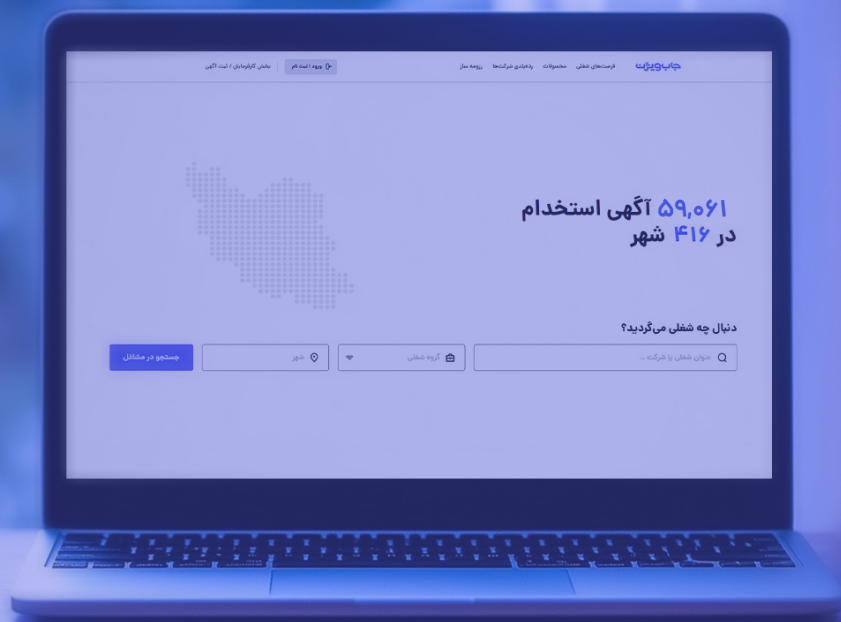 جاب‌ویژن
فرصت‌های شغلی   محصولات   رده‌بندی شرکت‌ها   رزومه ساز
ورود | ثبت نام
بخش کارفرمایان / ثبت آگهی
۵۹,۰۶۱ آگهی استخدام
در ۴۱۶ شهر
دنبال چه شغلی می‌گردید؟
عنوان شغلی یا شرکت ...
گروه شغلی
شهر
جستجو در مشاغل